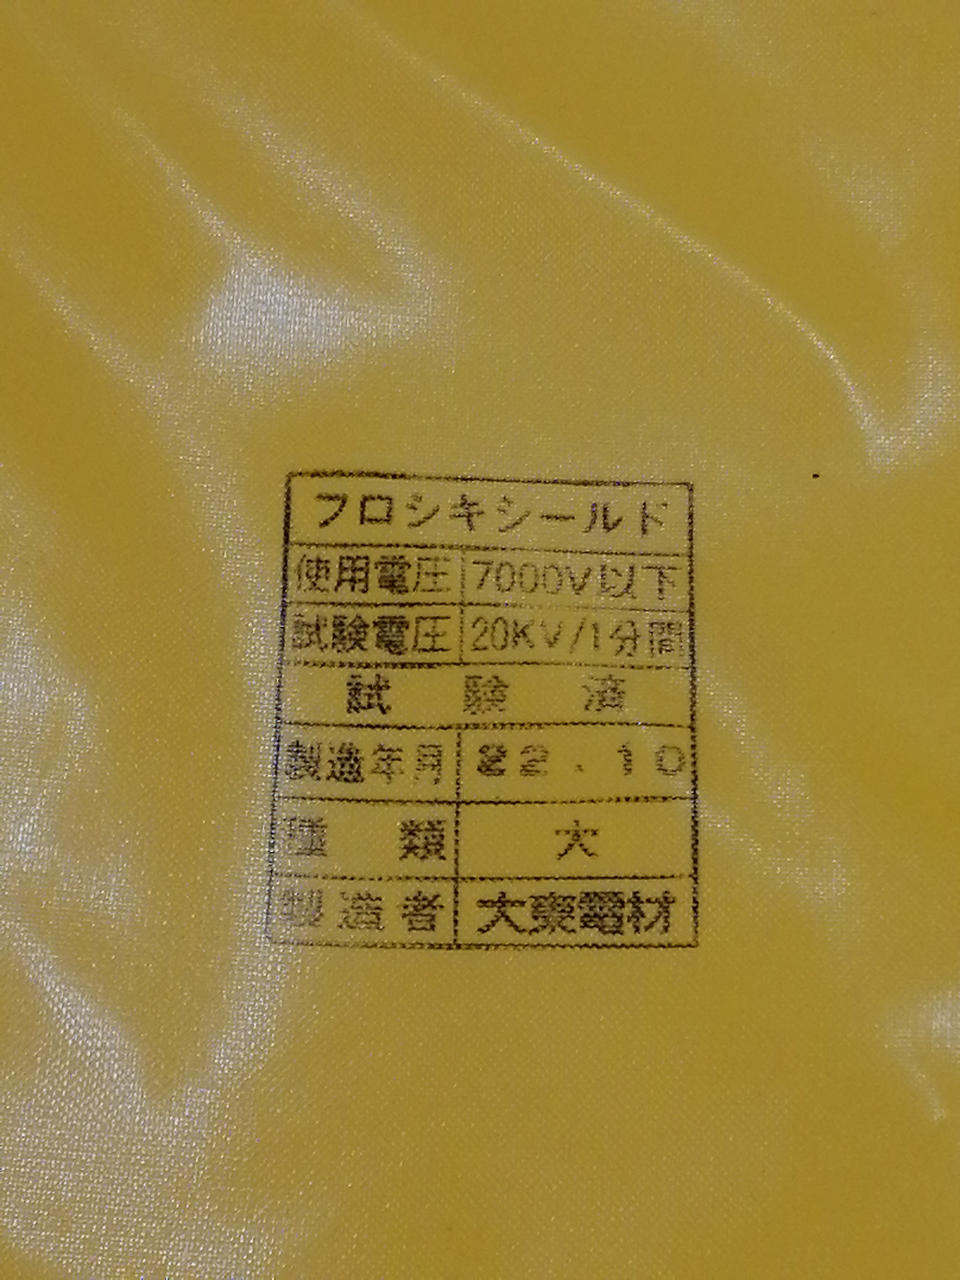 フロシキシールド
使用電圧 7000V以下
試験電圧 20KV/1分間
試 験 済
製造年月 22.10
種 類 大
製造者 大東電材